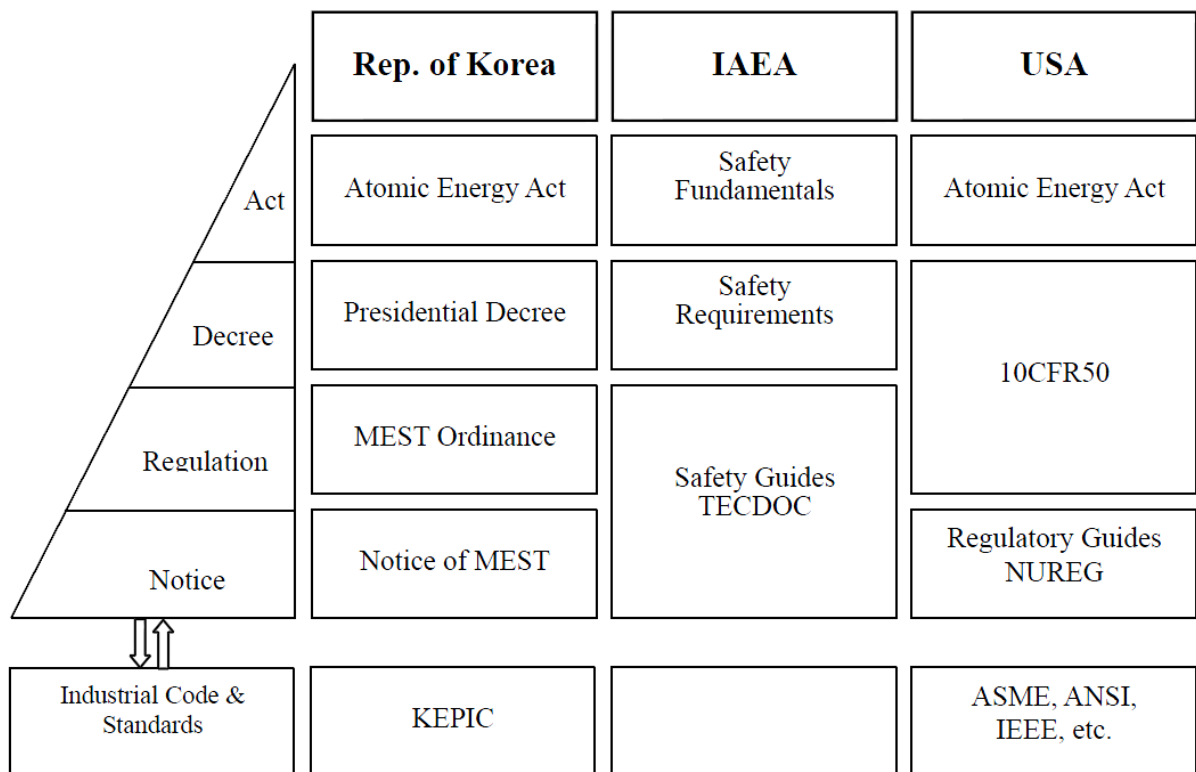 Rep. of Korea
IAEA
USA
Act
Atomic Energy Act
Safety
Fundamentals
Atomic Energy Act
Decree
Presidential Decree
Safety
Requirements
10CFR50
Regulation
MEST Ordinance
Safety Guides
TECDOC
Notice
Notice of MEST
Regulatory Guides
NUREG
Industrial Code &
Standards
KEPIC
ASME, ANSI,
IEEE, etc.